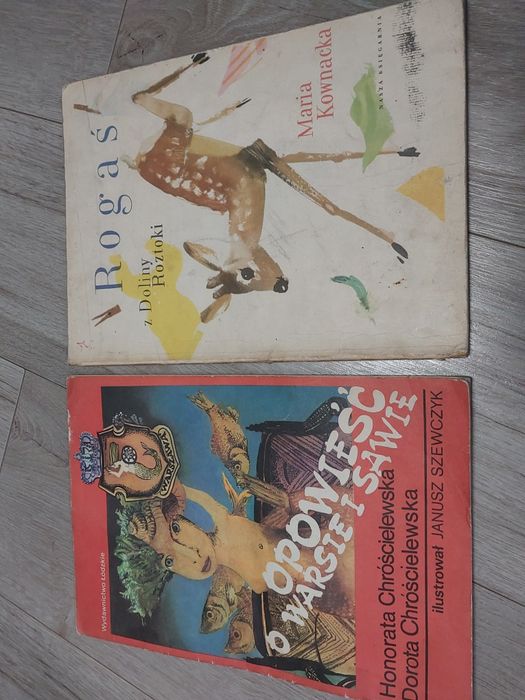 Rogaś
z Doliny
Roztoki
Maria
Kownacka
NASZA KSIĘGARNIA
WARSZAWA
OPOWIEŚĆ
O WARSIE I SAWIE
Wydawnictwo Łódzkie
Honorata Chróścielewska
Dorota Chróścielewska
ilustrował JANUSZ SZEWCZYK